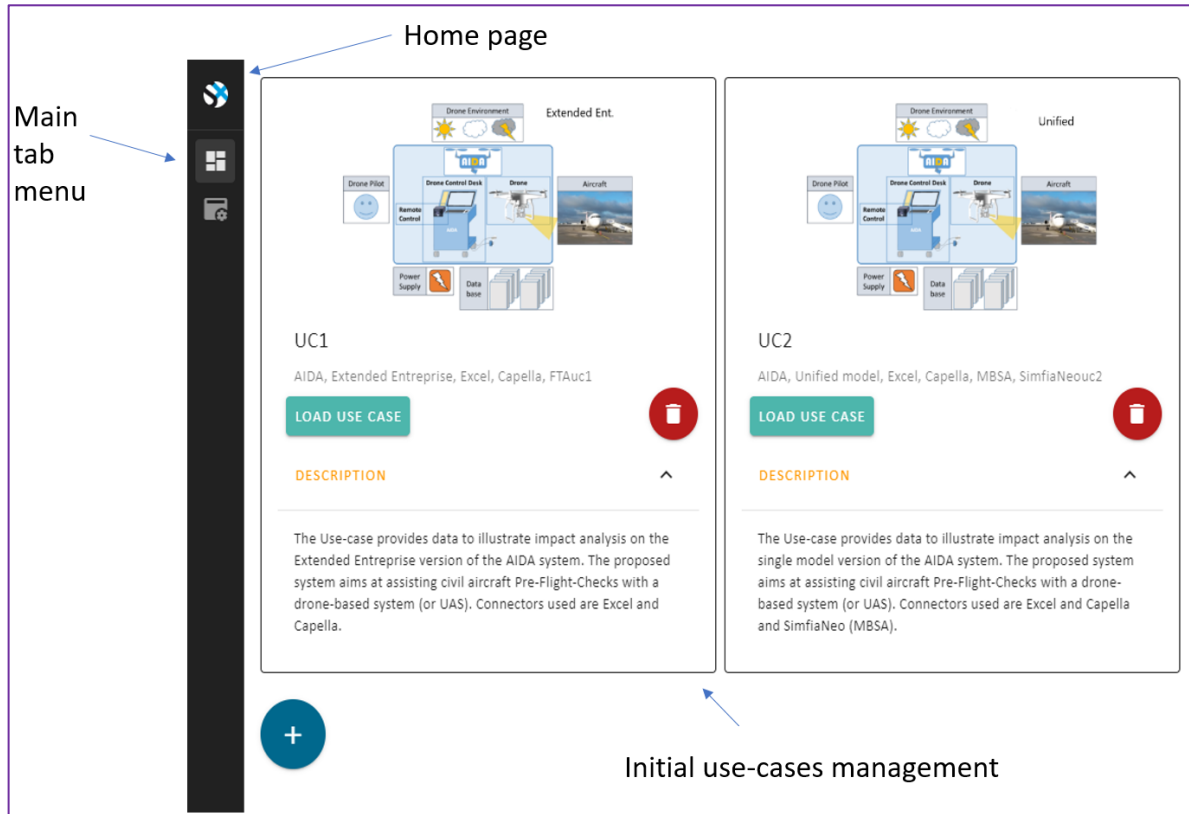 Home page
Main
tab
menu
Drone Environment
Extended Ent.
AIDA
Drone Pilot
Drone Control Desk
Drone
Aircraft
Remote
Control
AIDA
Power
Supply
Data
base
UC1
AIDA, Extended Entreprise, Excel, Capella, FTAuc1
LOAD USE CASE
DESCRIPTION
The Use-case provides data to illustrate impact analysis on the
Extended Entreprise version of the AIDA system. The proposed
system aims at assisting civil aircraft Pre-Flight-Checks with a
drone-based system (or UAS). Connectors used are Excel and
Capella.
Drone Environment
Unified
AIDA
Drone Pilot
Drone Control Desk
Drone
Aircraft
Remote
Control
AIDA
Power
Supply
Data
base
UC2
AIDA, Unified model, Excel, Capella, MBSA, SimfiaNeouc2
LOAD USE CASE
DESCRIPTION
The Use-case provides data to illustrate impact analysis on the
single model version of the AIDA system. The proposed system
aims at assisting civil aircraft Pre-Flight-Checks with a drone-
based system (or UAS). Connectors used are Excel and Capella
and SimfiaNeo (MBSA).
+
Initial use-cases management